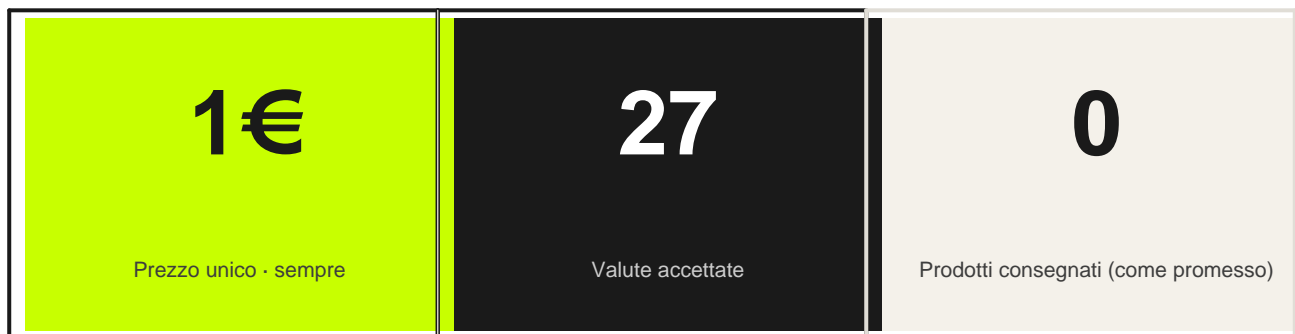 1€
Prezzo unico · sempre
27
Valute accettate
0
Prodotti consegnati (come promesso)